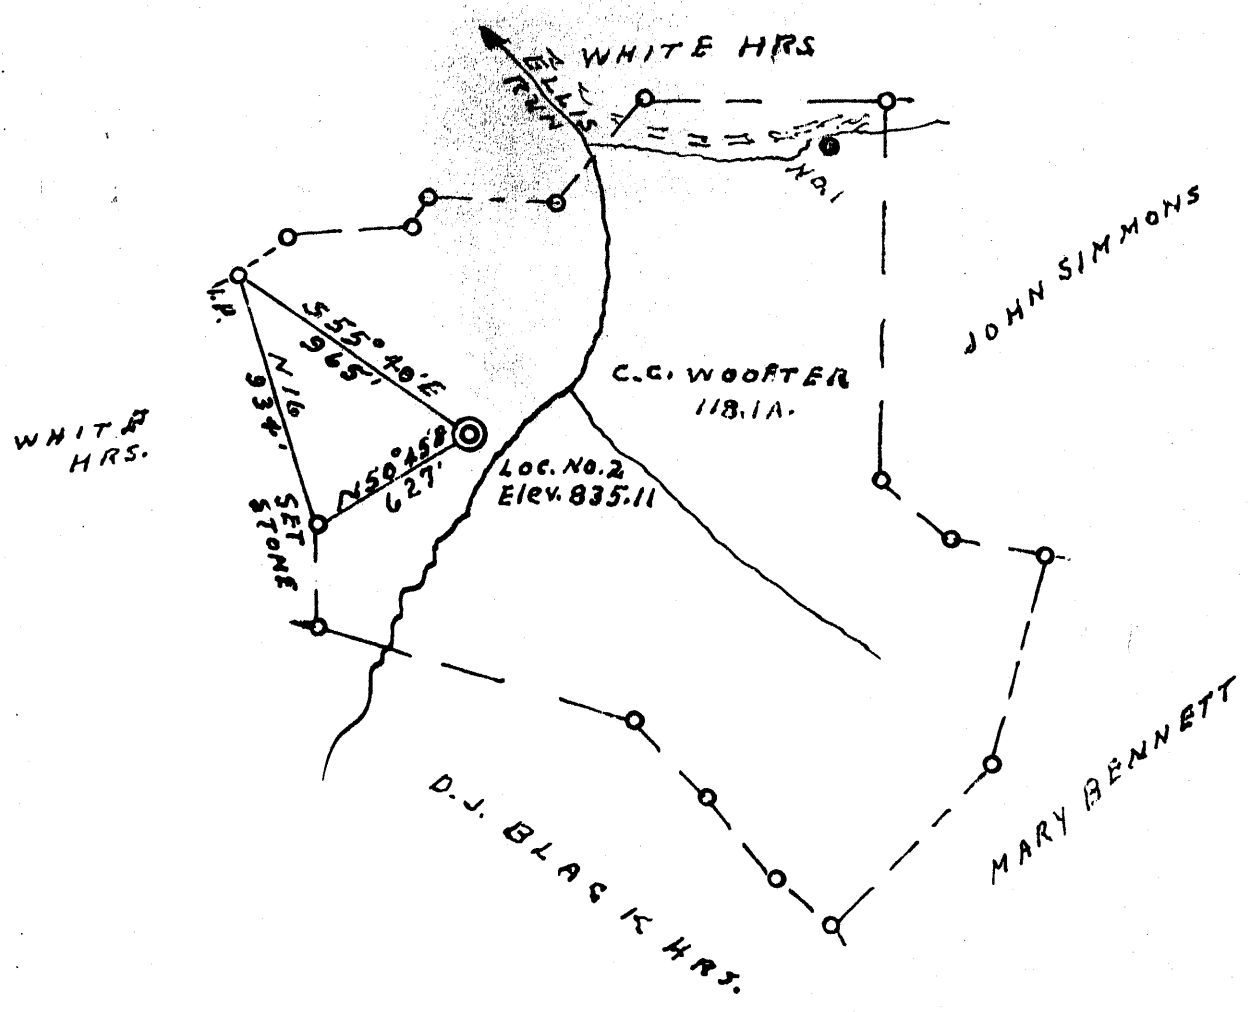 WHITE HRS
ELLIS
RUN
NO. 1
JOHN SIMMONS
I.P.
S 55° 40' E
965'
N 16
934'
C.C. WOOFTER
118.1A.
WHITE
HRS.
N 50° 45' E
627'
LOC. NO. 2
Elev. 835.11
SET
STONE
MARY BENNETT
D. J. BLACK HRS.